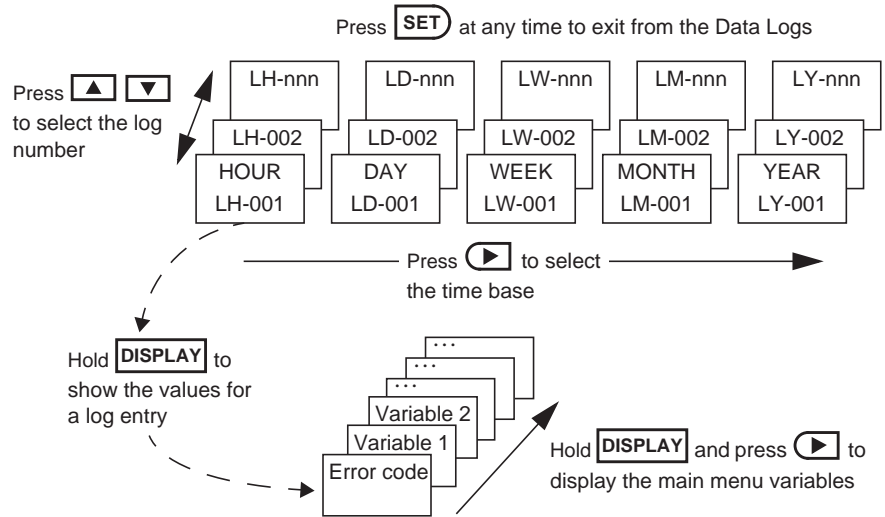 Press SET at any time to exit from the Data Logs
Press
to select the log
number
LH-nnn LD-nnn LW-nnn LM-nnn LY-nnn
LH-002 LD-002 LW-002 LM-002 LY-002
HOUR DAY WEEK MONTH YEAR
LH-001 LD-001 LW-001 LM-001 LY-001
Press to select
the time base
Hold DISPLAY to
show the values for
a log entry
...
...
...
Variable 2
Variable 1
Error code
Hold DISPLAY and press to
display the main menu variables